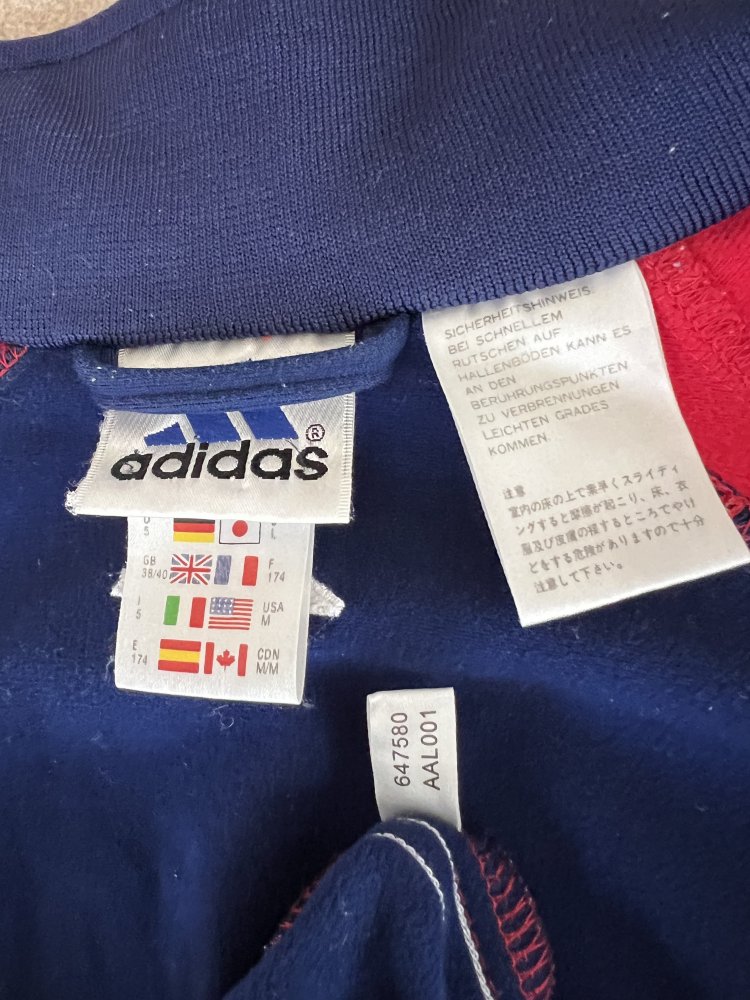 SICHERHEITSHINWEIS.
BEI SCHNELLEM
RUTSCHEN AUF
HALLENBÖDEN KANN ES
AN DEN
BERÜHRUNGSPUNKTEN
ZU VERBRENNUNGEN
LEICHTEN GRADES
KOMMEN.
注意
室内の床の上で素早くスライディ
ングすると摩擦が起こり、床、衣
服及び皮膚の接するところでやけ
どをする危険がありますので十分
注意して下さい。
adidas®
D
5
J
L
GB
38/40
F
174
I
5
USA
M
E
174
CDN
M/M
647580
AAL001